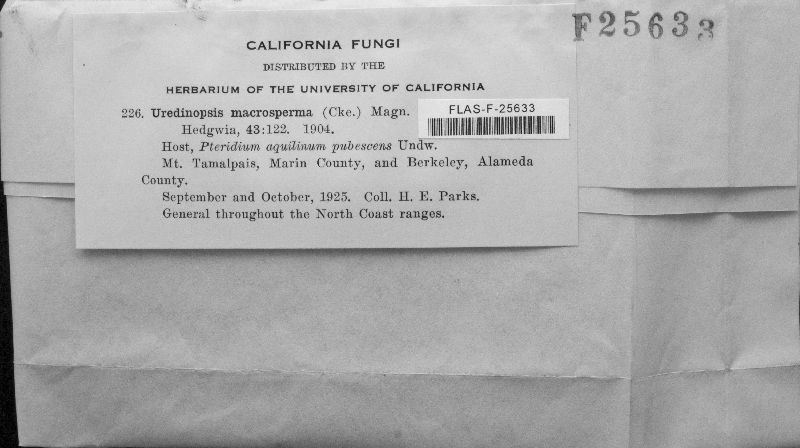 F25633
CALIFORNIA FUNGI
DISTRIBUTED BY THE
HERBARIUM OF THE UNIVERSITY OF CALIFORNIA
226. Uredinopsis macrosperma (Cke.) Magn.
FLAS-F-25633
Hedgwia, 43:122. 1904.
Host, Pteridium aquilinum pubescens Undw.
Mt. Tamalpais, Marin County, and Berkeley, Alameda
County.
September and October, 1925. Coll. H. E. Parks.
General throughout the North Coast ranges.